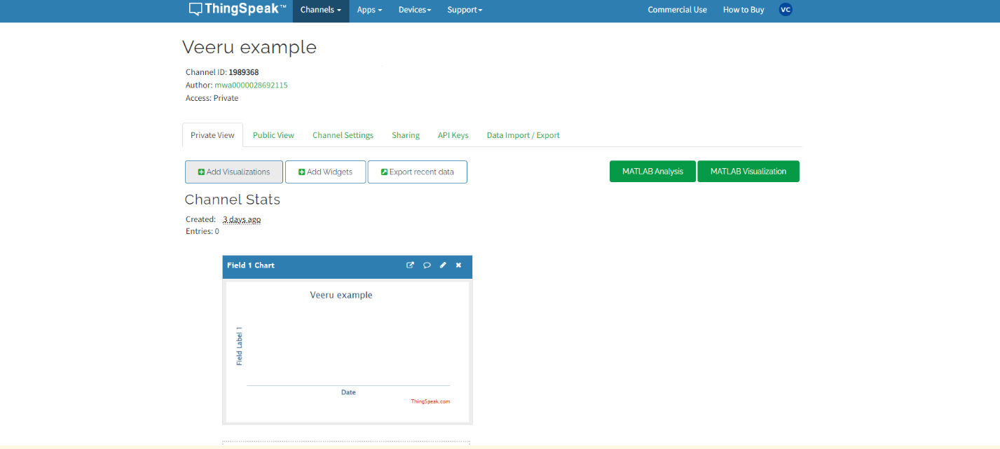 ThingSpeak™ Channels Apps Devices Support Commercial Use How to Buy VC
Veeru example
Channel ID: 1989368
Author: mwa0000028692115
Access: Private
Private View Public View Channel Settings Sharing API Keys Data Import / Export
Add Visualizations Add Widgets Export recent data MATLAB Analysis MATLAB Visualization
Channel Stats
Created: 3 days ago
Entries: 0
Field 1 Chart
Veeru example
Field Label 1
Date
ThingSpeak.com